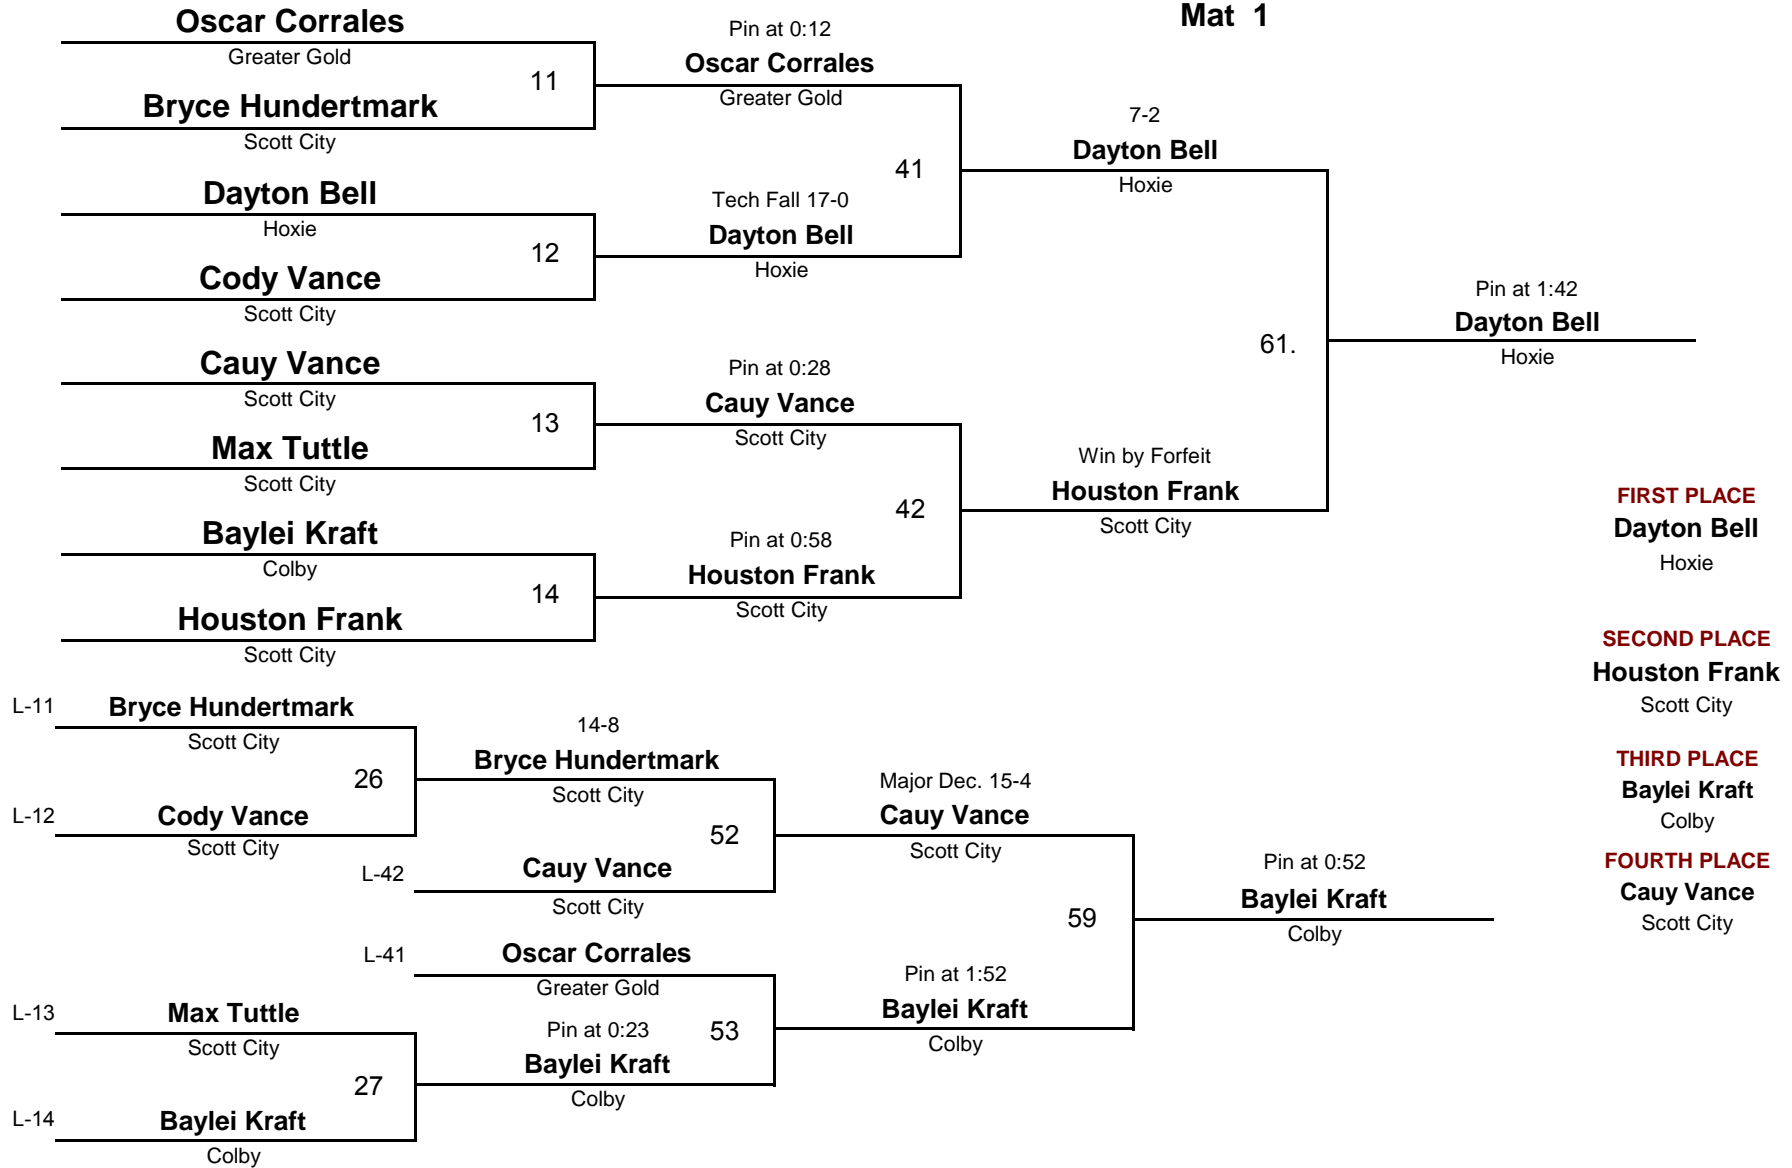 Mat 1
Oscar Corrales
Greater Gold
11
Bryce Hundertmark
Scott City
Dayton Bell
Hoxie
12
Cody Vance
Scott City
Cauy Vance
Scott City
13
Max Tuttle
Scott City
Baylei Kraft
Colby
14
Houston Frank
Scott City
Pin at 0:12
Oscar Corrales
Greater Gold
41
Tech Fall 17-0
Dayton Bell
Hoxie
Pin at 0:28
Cauy Vance
Scott City
42
Pin at 0:58
Houston Frank
Scott City
7-2
Dayton Bell
Hoxie
61.
Win by Forfeit
Houston Frank
Scott City
Pin at 1:42
Dayton Bell
Hoxie
L-11
Bryce Hundertmark
Scott City
26
L-12
Cody Vance
Scott City
L-13
Max Tuttle
Scott City
27
L-14
Baylei Kraft
Colby
14-8
Bryce Hundertmark
Scott City
52
L-42
Cauy Vance
Scott City
L-41
Oscar Corrales
Greater Gold
53
Pin at 0:23
Baylei Kraft
Colby
Major Dec. 15-4
Cauy Vance
Scott City
59
Pin at 1:52
Baylei Kraft
Colby
Pin at 0:52
Baylei Kraft
Colby
FIRST PLACE
Dayton Bell
Hoxie
SECOND PLACE
Houston Frank
Scott City
THIRD PLACE
Baylei Kraft
Colby
FOURTH PLACE
Cauy Vance
Scott City